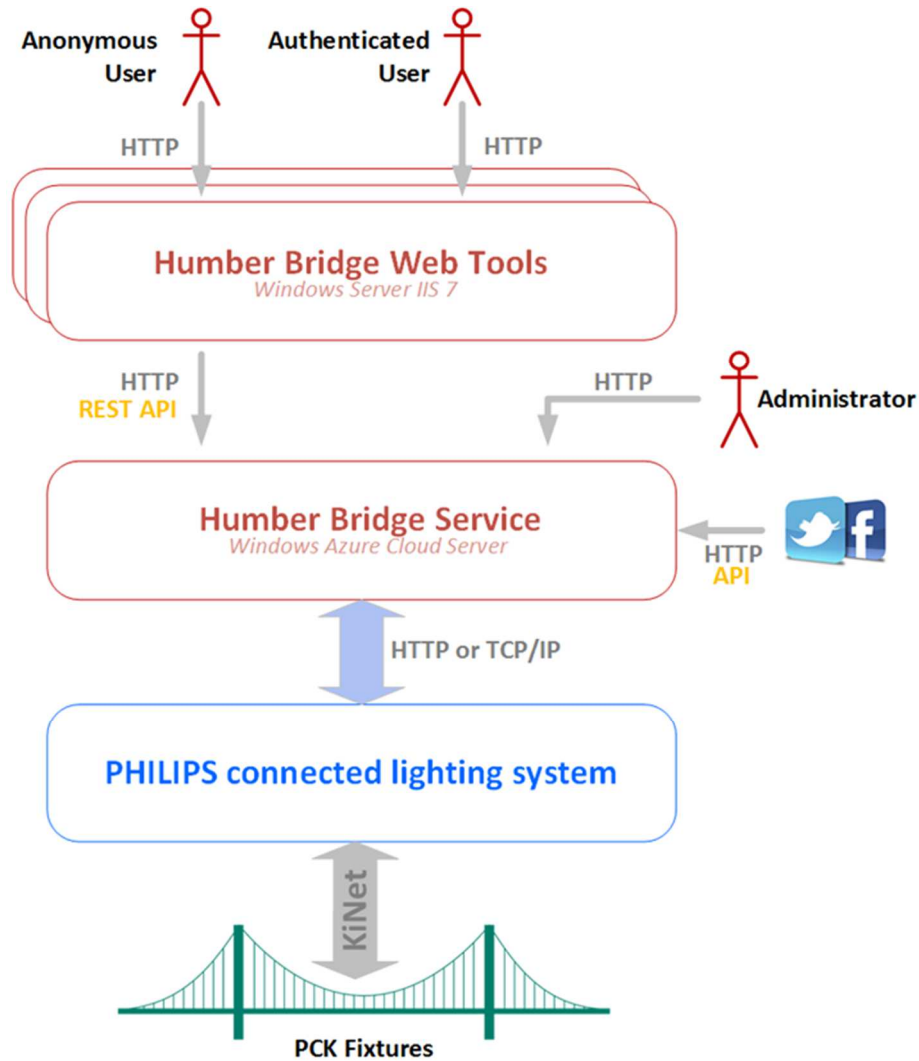 Anonymous
User
Authenticated
User
HTTP
HTTP
Humber Bridge Web Tools
Windows Server IIS 7
HTTP
REST API
HTTP
Administrator
Humber Bridge Service
Windows Azure Cloud Server
f
HTTP
API
HTTP or TCP/IP
PHILIPS connected lighting system
KiNet
PCK Fixtures